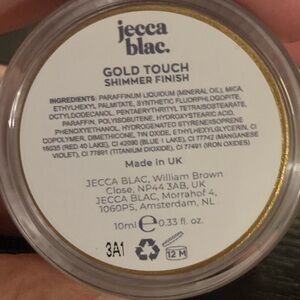 jecca
blac.
GOLD TOUCH
SHIMMER FINISH
INGREDIENTS: PARAFFINUM LIQUIDUM (MINERAL OIL), MICA,
ETHYLHEXYL PALMITATE, SYNTHETIC FLUORPHLOGOPITE,
OCTYLDODECANOL, PENTAERYTHRITYL TETRAISOSTEARATE,
PARAFFIN, POLYISOBUTENE, HYDROXYSTEARIC ACID,
PHENOXYETHANOL, HYDROGENATED STYRENE/ISOPRENE
COPOLYMER, DIMETHICONE, TIN OXIDE, ETHYLHEXYLGLYCERIN, CI
16035 (RED 40 LAKE), CI 42090 (BLUE 1 LAKE), CI 77742 (MANGANESE
VIOLET), CI 77891 (TITANIUM DIOXIDE), CI 77491 (IRON OXIDES)
Made in UK
JECCA BLAC, William Brown
Close, NP44 3AB, UK
JECCA BLAC, Morrahof 4,
1060PS, Amsterdam, NL
10ml e 0.33 fl. oz.
3A1
12 M